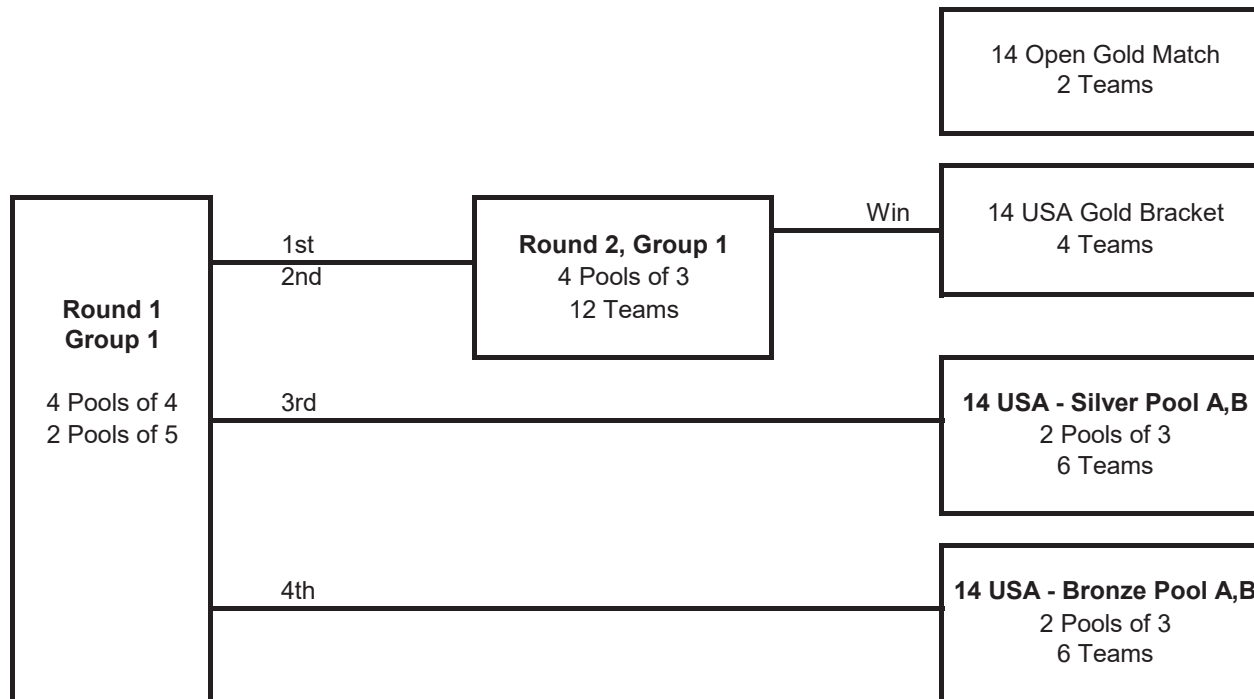 14 Open Gold Match
2 Teams
Win
14 USA Gold Bracket
4 Teams
1st
2nd
Round 2, Group 1
4 Pools of 3
12 Teams
Round 1
Group 1
4 Pools of 4
2 Pools of 5
3rd
14 USA - Silver Pool A,B
2 Pools of 3
6 Teams
4th
14 USA - Bronze Pool A,B
2 Pools of 3
6 Teams